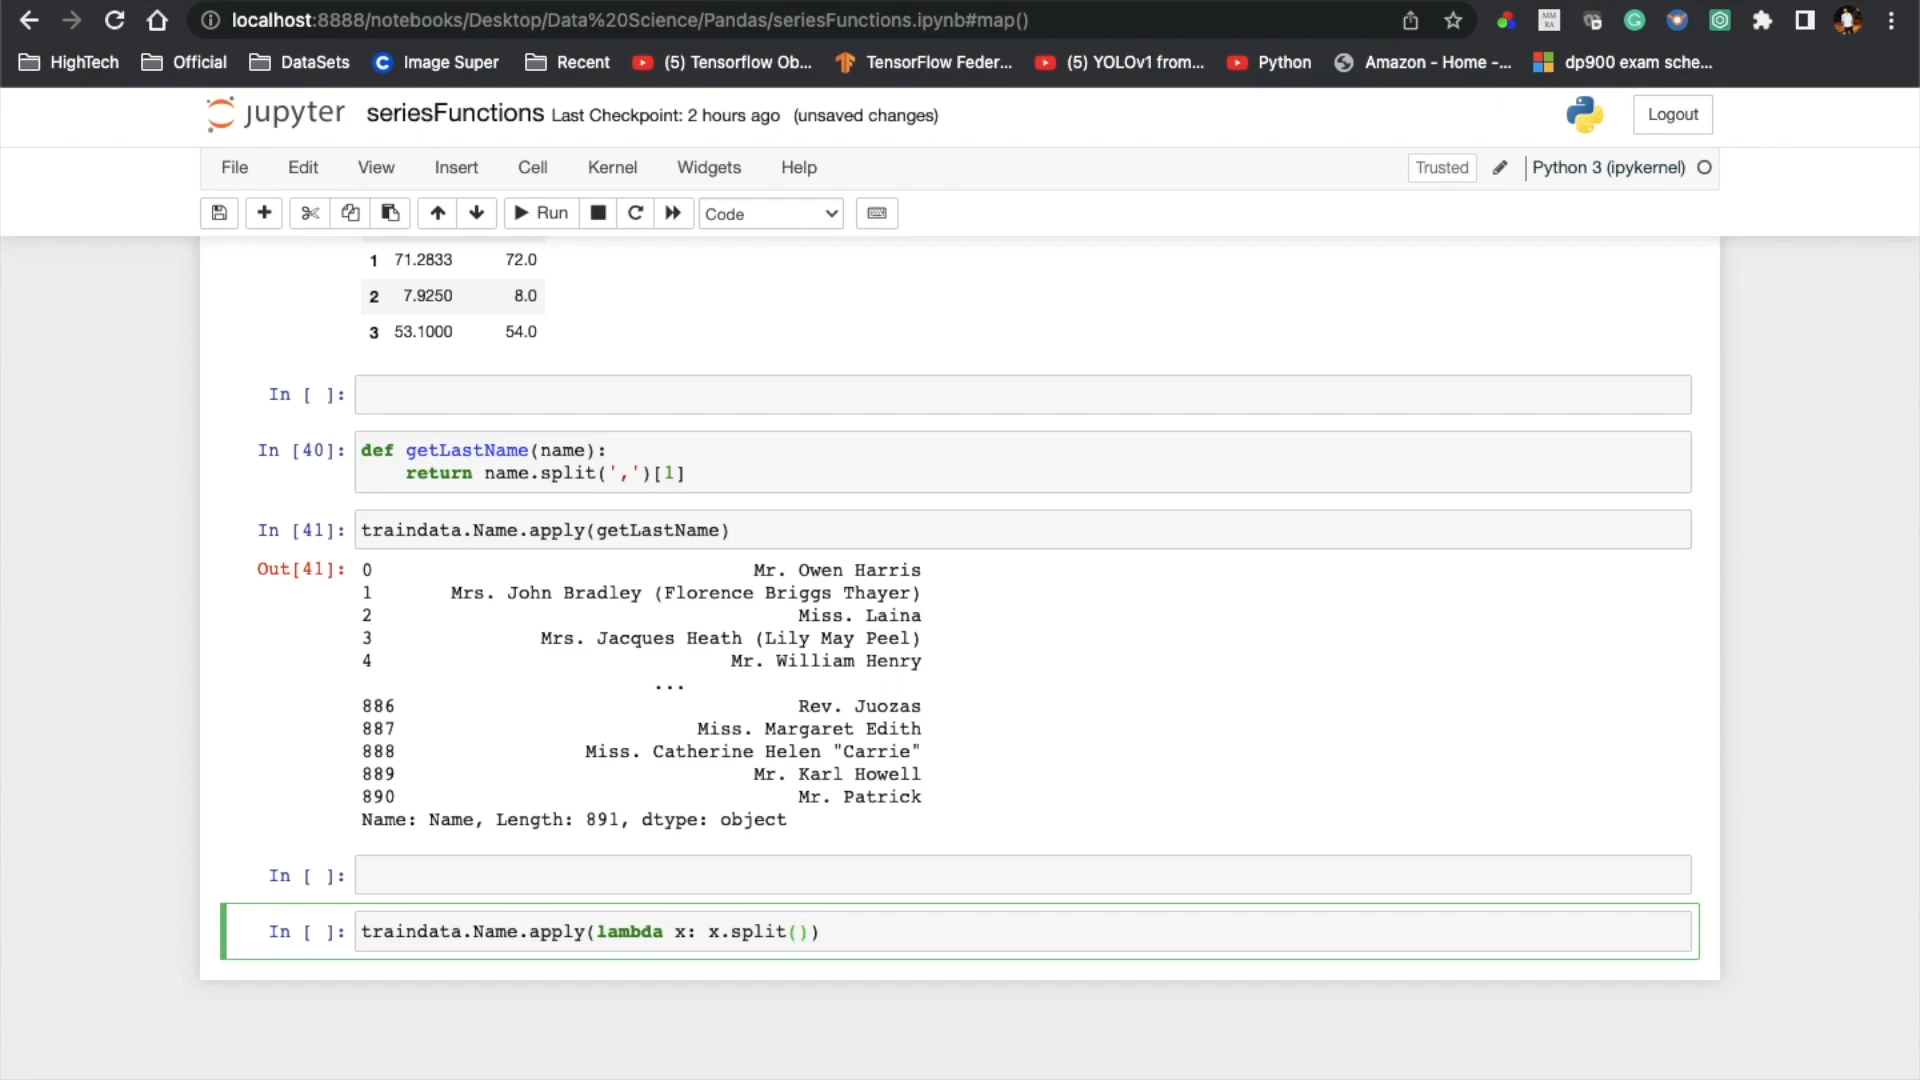 localhost:8888/notebooks/Desktop/Data%20Science/Pandas/seriesFunctions.ipynb#map()
HighTech Official DataSets Image Super Recent (5) Tensorflow Ob... TensorFlow Feder... (5) YOLOv1 from... Python Amazon - Home -... dp900 exam sche...
jupyter seriesFunctions Last Checkpoint: 2 hours ago (unsaved changes) Logout
File Edit View Insert Cell Kernel Widgets Help Trusted Python 3 (ipykernel)
Run Code
1 71.2833 72.0
2 7.9250 8.0
3 53.1000 54.0
In [ ]:
In [40]: def getLastName(name):
return name.split(',')[1]
In [41]: traindata.Name.apply(getLastName)
Out[41]: 0 Mr. Owen Harris
1 Mrs. John Bradley (Florence Briggs Thayer)
2 Miss. Laina
3 Mrs. Jacques Heath (Lily May Peel)
4 Mr. William Henry
...
886 Rev. Juozas
887 Miss. Margaret Edith
888 Miss. Catherine Helen "Carrie"
889 Mr. Karl Howell
890 Mr. Patrick
Name: Name, Length: 891, dtype: object
In [ ]:
In [ ]: traindata.Name.apply(lambda x: x.split())